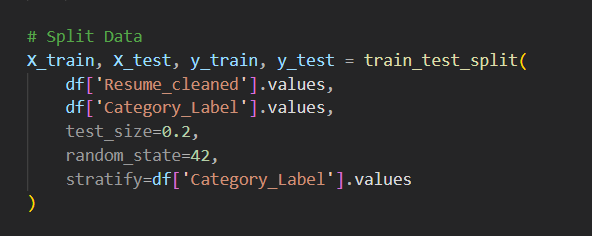 # Split Data
X_train, X_test, y_train, y_test = train_test_split(
    df['Resume_cleaned'].values,
    df['Category_Label'].values,
    test_size=0.2,
    random_state=42,
    stratify=df['Category_Label'].values
)